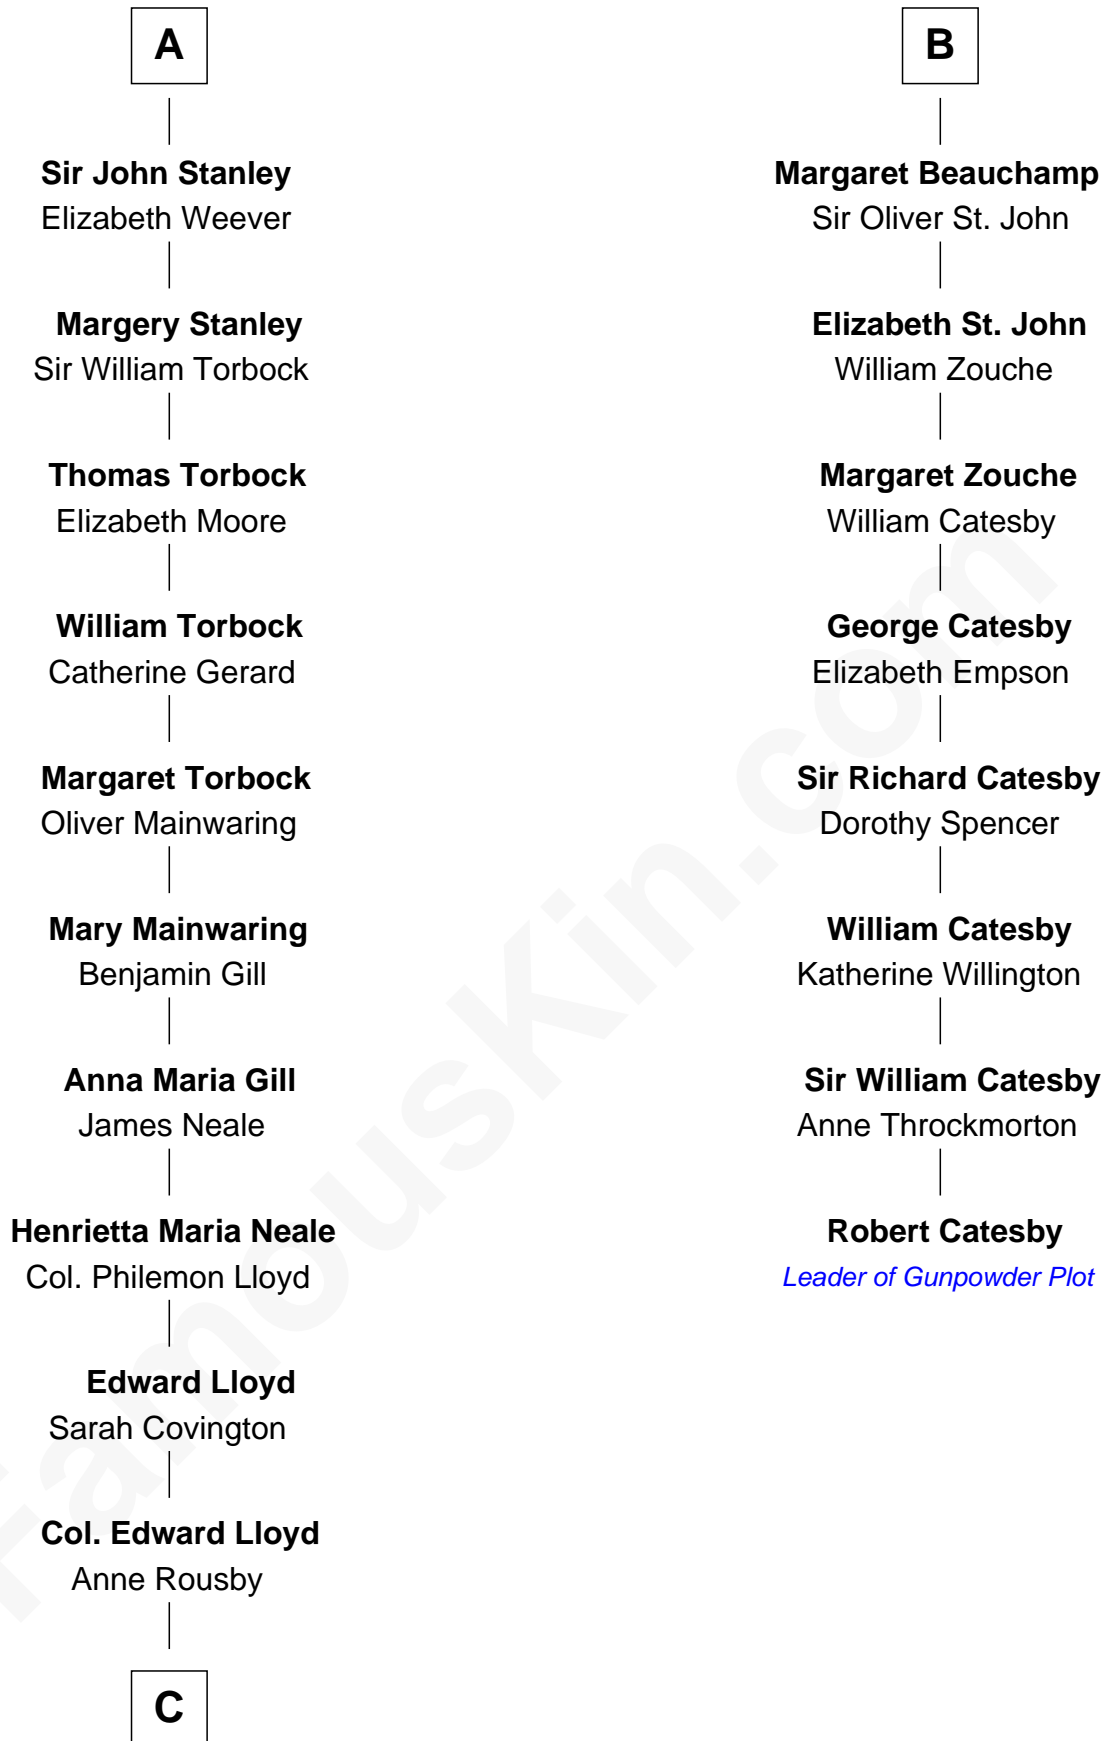 A
Sir John Stanley
Elizabeth Weever
Margery Stanley
Sir William Torbock
Thomas Torbock
Elizabeth Moore
William Torbock
Catherine Gerard
Margaret Torbock
Oliver Mainwaring
Mary Mainwaring
Benjamin Gill
Anna Maria Gill
James Neale
Henrietta Maria Neale
Col. Philemon Lloyd
Edward Lloyd
Sarah Covington
Col. Edward Lloyd
Anne Rousby
C
B
Margaret Beauchamp
Sir Oliver St. John
Elizabeth St. John
William Zouche
Margaret Zouche
William Catesby
George Catesby
Elizabeth Empson
Sir Richard Catesby
Dorothy Spencer
William Catesby
Katherine Willington
Sir William Catesby
Anne Throckmorton
Robert Catesby
Leader of Gunpowder Plot
FamousKin.com